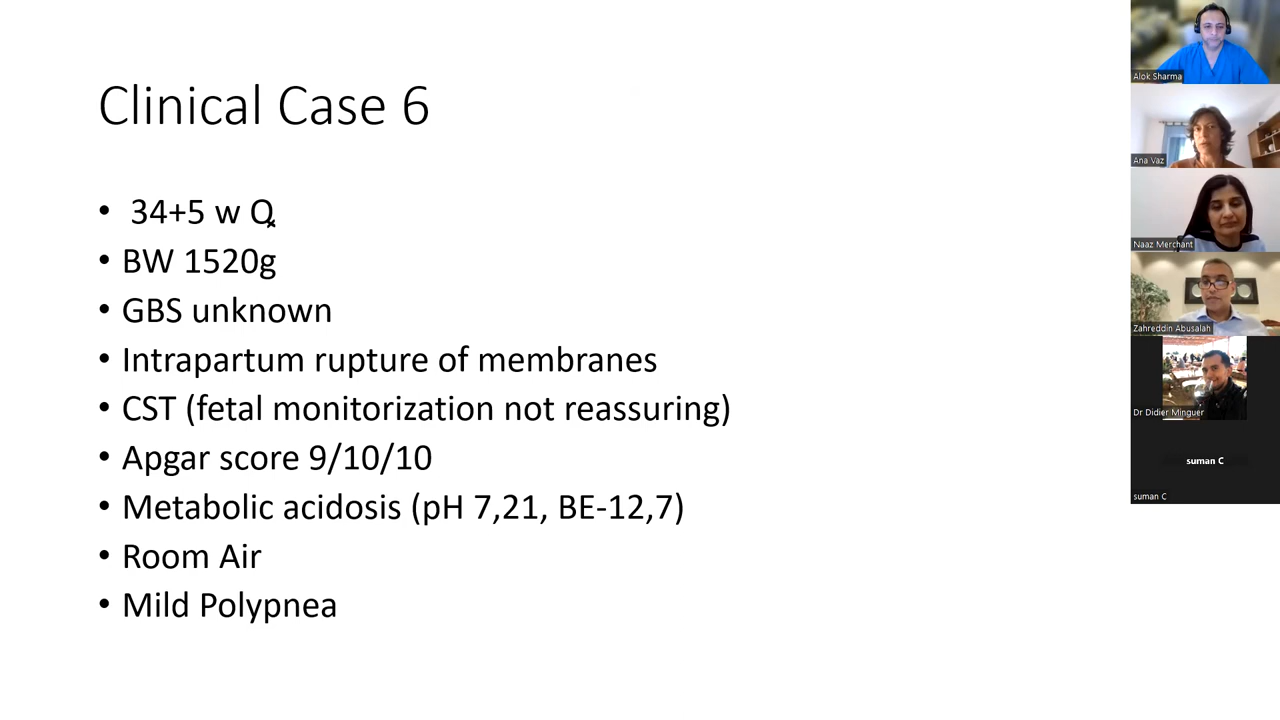 Clinical Case 6
• 34+5 w ♀
• BW 1520g
• GBS unknown
• Intrapartum rupture of membranes
• CST (fetal monitorization not reassuring)
• Apgar score 9/10/10
• Metabolic acidosis (pH 7,21, BE-12,7)
• Room Air
• Mild Polypnea
Alok Sharma
Ana Vaz
Naaz Merchant
Zahreddin Abusalah
Dr Didier Minguer
suman C
suman C